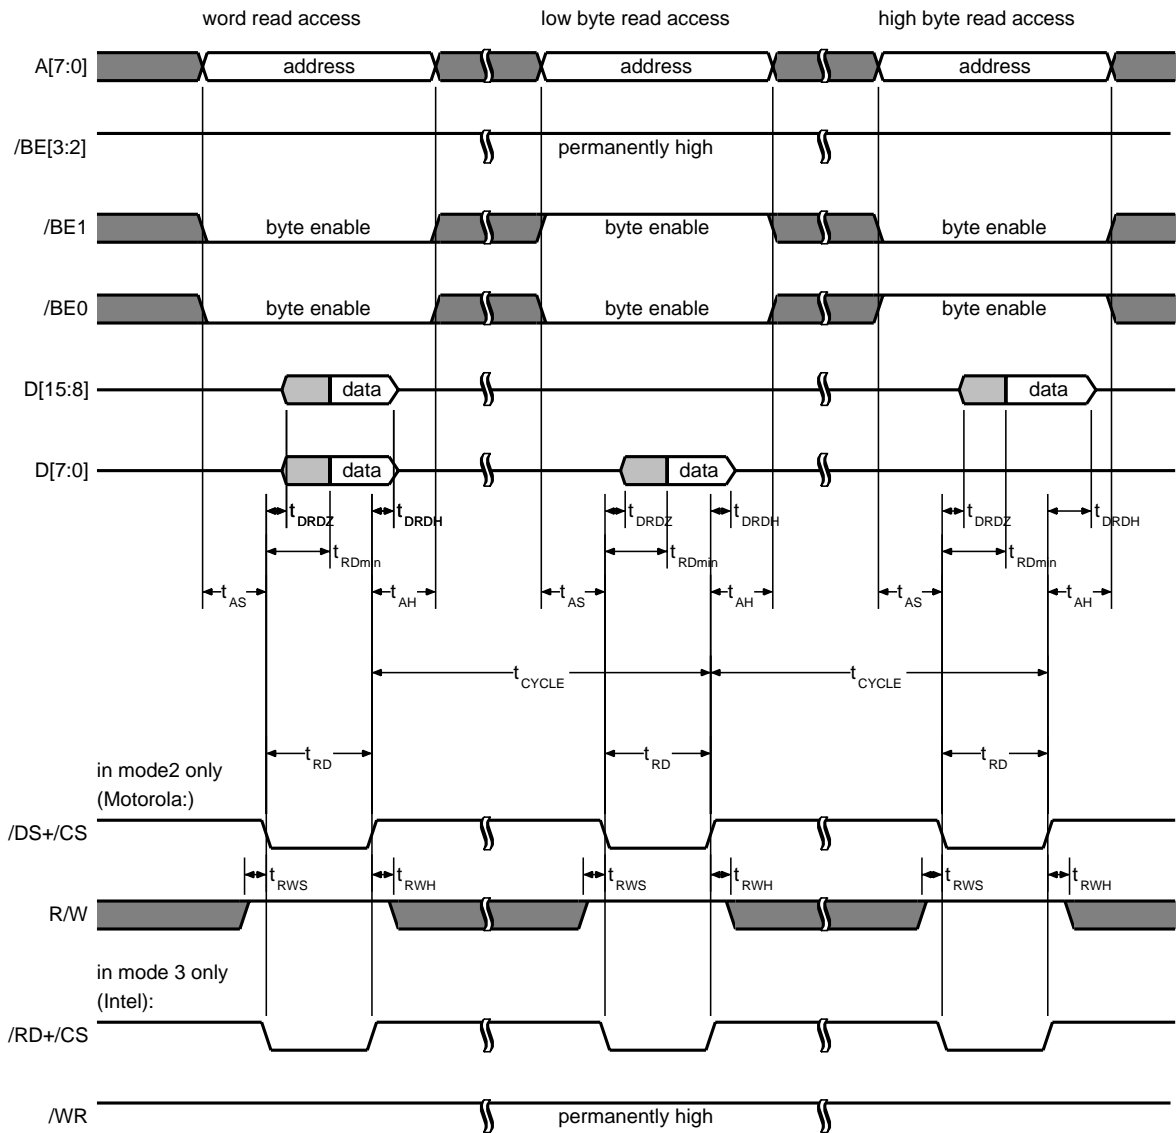 word read access low byte read access high byte read access
A[7:0] address address address
/BE[3:2] permanently high
/BE1 byte enable byte enable byte enable
/BE0 byte enable byte enable byte enable
D[15:8] data data
D[7:0] data data
tDRDZ tDRDH tDRDZ tDRDH tDRDZ tDRDH
tRDmin tRDmin tRDmin
tAS tAH tAS tAH tAS tAH
tCYCLE tCYCLE
tRD tRD tRD
in mode2 only
(Motorola:)
/DS+/CS
tRWS tRWH tRWS tRWH tRWS tRWH
R/W
in mode 3 only
(Intel):
/RD+/CS
/WR permanently high